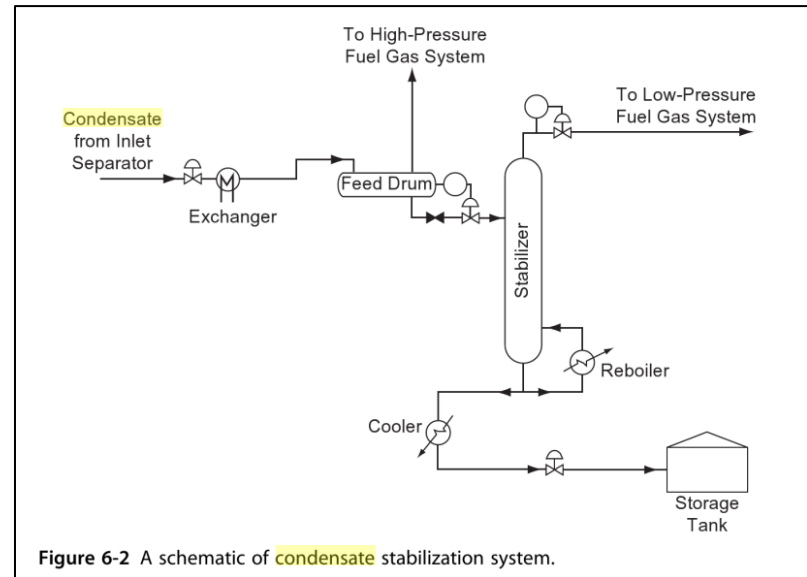 To High-Pressure
Fuel Gas System
To Low-Pressure
Fuel Gas System
Condensate
from Inlet
Separator
Feed Drum
Exchanger
Stabilizer
Reboiler
Cooler
Storage
Tank
Figure 6-2 A schematic of condensate stabilization system.